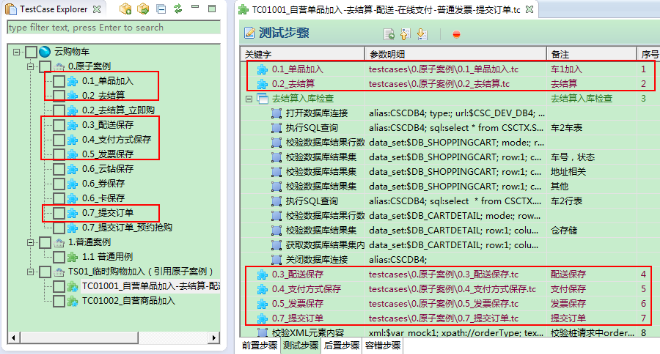 TestCase Explorer
type filter text, press Enter to search
云购物车
0.原子案例
0.1_单品加入
0.2_去结算
0.2_去结算_立即购
0.3_配送保存
0.4_支付方式保存
0.5_发票保存
0.6_云钻保存
0.6_券保存
0.6_卡保存
0.7_提交订单
0.7_提交订单_预约抢购
1.普通案例
1.1 普通用例
TS01_临时购物加入（引用原子案例）
TC01001_自营单品加入-去结算-配
TC01002_自营商品加入
TC01001_自营单品加入-去结算-配送-在线支付-普通发票-提交订单.tc
测试步骤
关键字 参数明细 备注 序号
0.1_单品加入 testcases\0.原子案例\0.1_单品加入.tc 车1加入 1
0.2_去结算 testcases\0.原子案例\0.2_去结算.tc 去结算 2
去结算入库检查 去结算入库检查 3
打开数据库连接 alias:CSCDB4; type:; url:$CSC_DEV_DB4;
执行SQL查询 alias:CSCDB4; sql:select * from CSCTX.S 车2车表
校验数据库结果行数 data_set:$DB_SHOPPINGCART; mode:; r
校验数据库结果集 data_set:$DB_SHOPPINGCART; row:1; c 车号，状态
校验数据库结果集 data_set:$DB_SHOPPINGCART; row:1; c 地址相关
校验数据库结果集 data_set:$DB_SHOPPINGCART; row:1; c 其他
执行SQL查询 alias:CSCDB4; sql:select * from CSCTX.S 车2行表
校验数据库结果行数 data_set:$DB_CARTDETAIL; mode:; row
校验数据库结果集 data_set:$DB_CARTDETAIL; row:1; colu 仓存储
获取数据库结果集内 data_set:$DB_CARTDETAIL; row:1; colum
关闭数据库连接 alias:CSCDB4;
0.3_配送保存 testcases\0.原子案例\0.3_配送保存.tc 配送保存 4
0.4_支付方式保存 testcases\0.原子案例\0.4_支付方式保存.tc 支付保存 5
0.5_发票保存 testcases\0.原子案例\0.5_发票保存.tc 发票保存 6
0.7_提交订单 testcases\0.原子案例\0.7_提交订单.tc 提交订单 7
校验XML元素内容 xml:$var_mock1; xpath://orderType; tex 校验桩请求中order 8
前置步骤 测试步骤 后置步骤 容错步骤